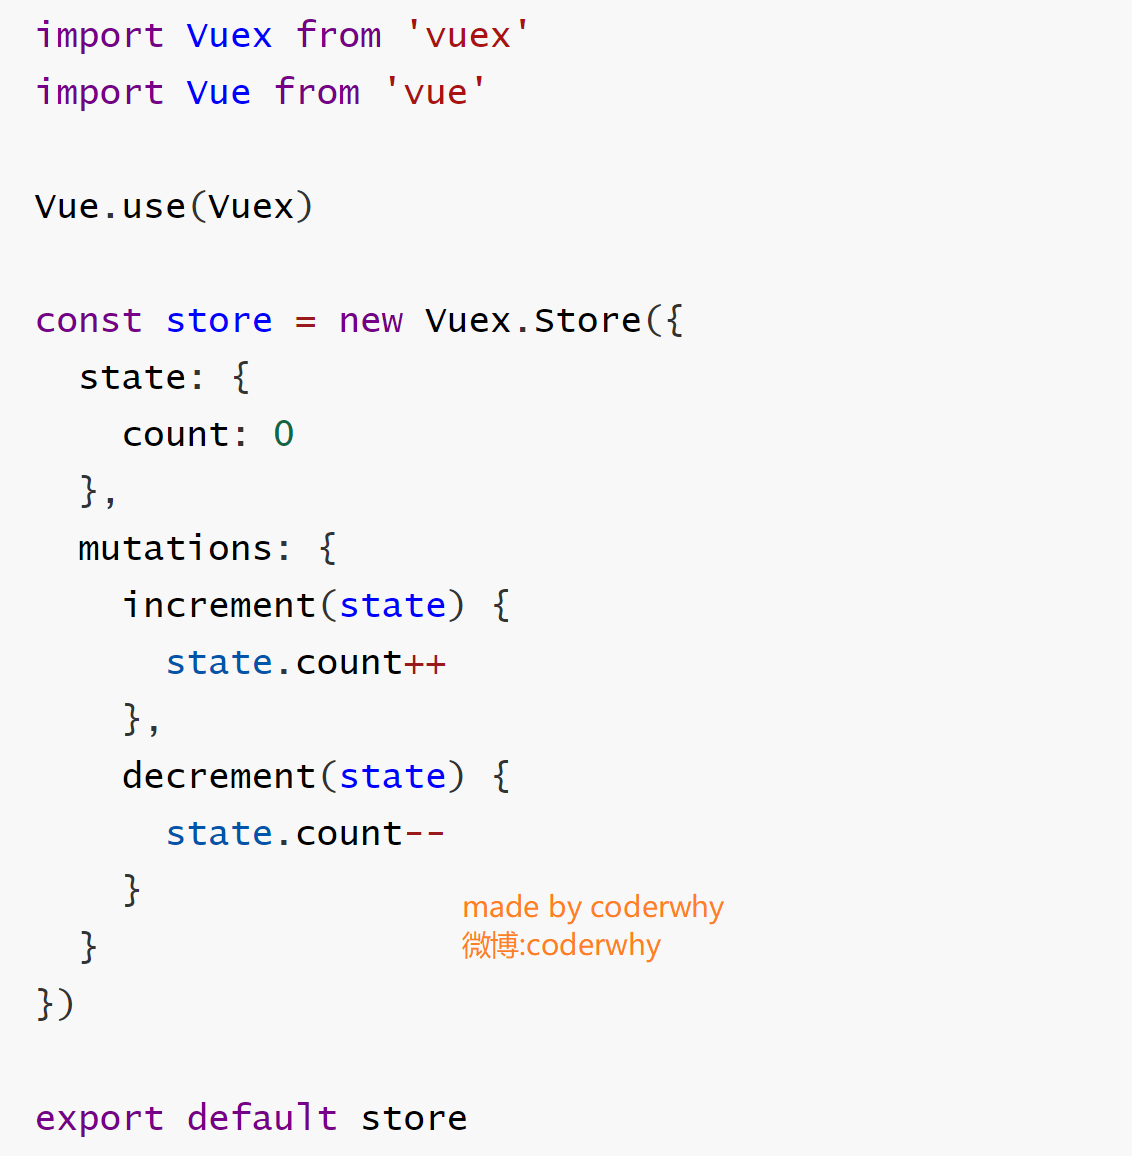 import Vuex from 'vuex'
import Vue from 'vue'
Vue.use(Vuex)
const store = new Vuex.Store({
  state: {
    count: 0
  },
  mutations: {
    increment(state) {
      state.count++
    },
    decrement(state) {
      state.count--
    }
made by coderwhy
  }
微博:coderwhy
})
export default store